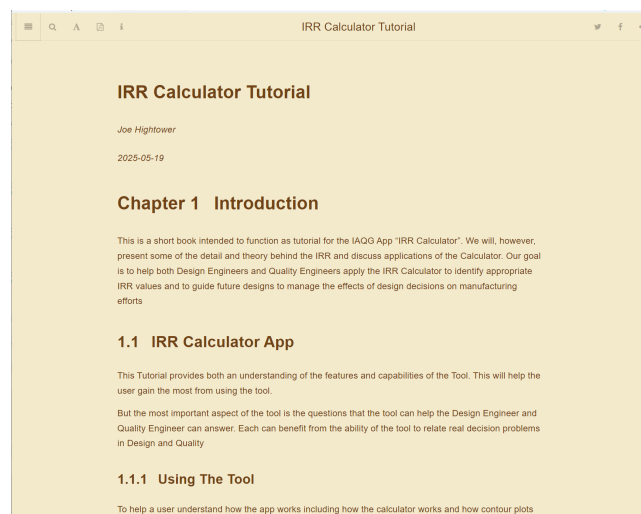 IRR Calculator Tutorial
IRR Calculator Tutorial
Joe Hightower
2025-05-19
Chapter 1 Introduction
This is a short book intended to function as tutorial for the IAQG App “IRR Calculator”. We will, however,
present some of the detail and theory behind the IRR and discuss applications of the Calculator. Our goal
is to help both Design Engineers and Quality Engineers apply the IRR Calculator to identify appropriate
IRR values and to guide future designs to manage the effects of design decisions on manufacturing
efforts
1.1 IRR Calculator App
This Tutorial provides both an understanding of the features and capabilities of the Tool. This will help the
user gain the most from using the tool.
But the most important aspect of the tool is the questions that the tool can help the Design Engineer and
Quality Engineer can answer. Each can benefit from the ability of the tool to relate real decision problems
in Design and Quality
1.1.1 Using The Tool
To help a user understand how the app works including how the calculator works and how contour plots